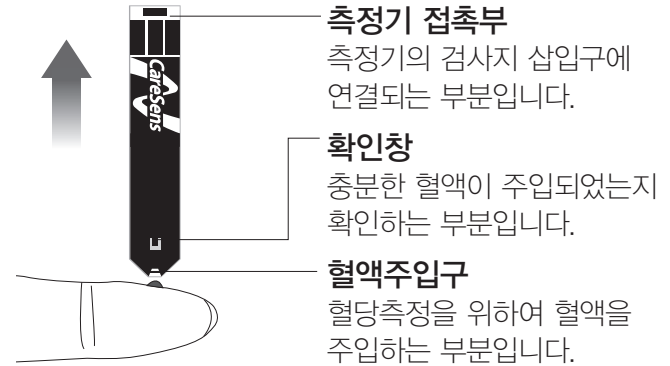 측정기 접촉부
측정기의 검사지 삽입구에
연결되는 부분입니다.
CareSens
N
확인창
충분한 혈액이 주입되었는지
확인하는 부분입니다.
혈액주입구
혈당측정을 위하여 혈액을
주입하는 부분입니다.